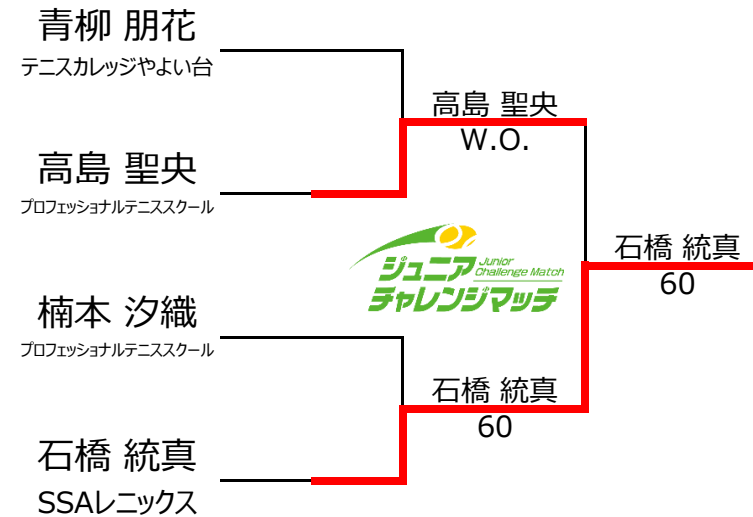 青柳 朋花
テニスカレッジやよい台
高島 聖央
W.O.
高島 聖央
プロフェッショナルテニススクール
ジュニア Junior Challenge Match
チャレンジマッチ
石橋 統真
60
楠本 汐織
プロフェッショナルテニススクール
石橋 統真
60
石橋 統真
SSAレニックス